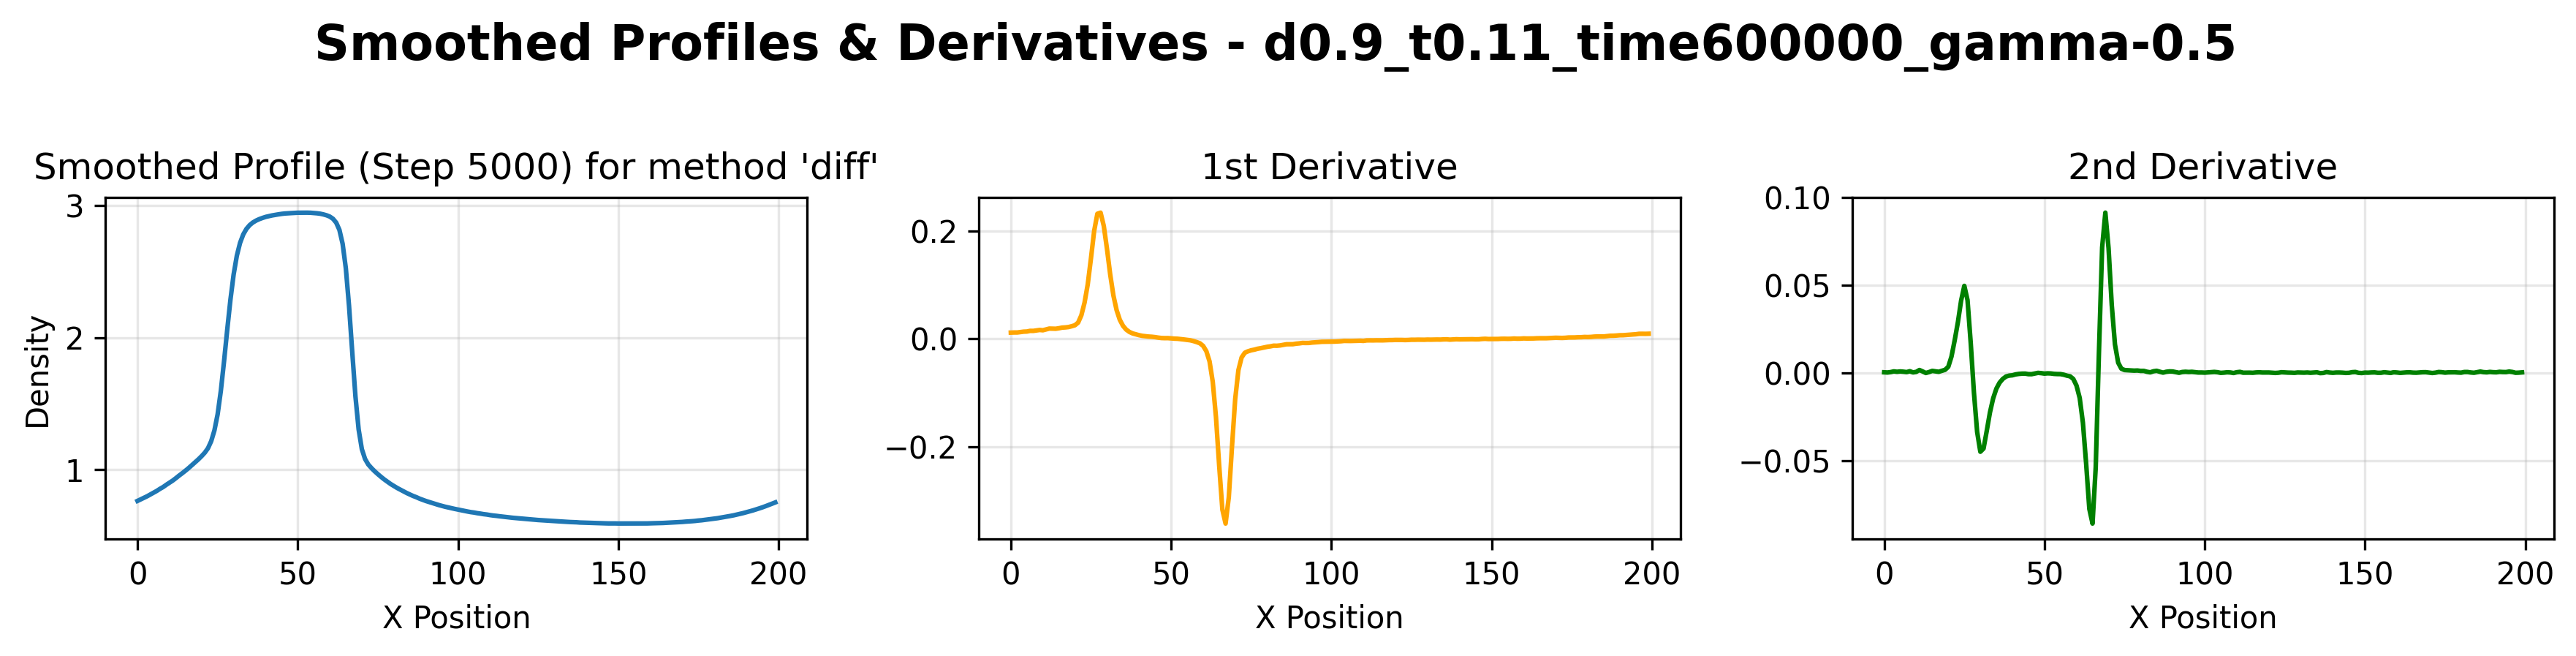 Smoothed Profiles & Derivatives - d0.9_t0.11_time600000_gamma-0.5
Smoothed Profile (Step 5000) for method 'diff'
3
2
1
Density
0 50 100 150 200
X Position
1st Derivative
0.2
0.0
−0.2
0 50 100 150 200
X Position
2nd Derivative
0.10
0.05
0.00
−0.05
0 50 100 150 200
X Position